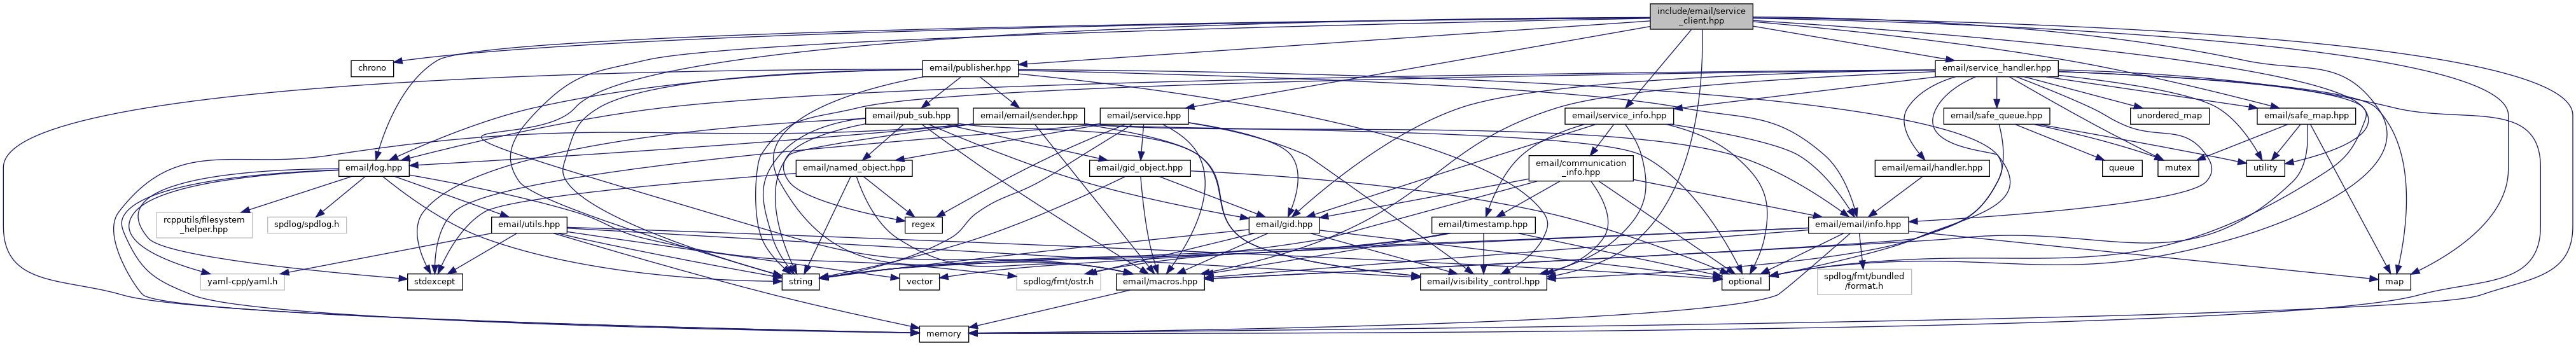 include/email/service
_client.hpp
chrono
email/publisher.hpp
email/service_handler.hpp
email/pub_sub.hpp
email/email/sender.hpp
email/service.hpp
email/service_info.hpp
email/safe_queue.hpp
unordered_map
email/safe_map.hpp
email/log.hpp
email/named_object.hpp
email/gid_object.hpp
email/communication
_info.hpp
email/email/handler.hpp
queue
mutex
utility
rcpputils/filesystem
_helper.hpp
spdlog/spdlog.h
email/utils.hpp
regex
email/gid.hpp
email/timestamp.hpp
email/email/info.hpp
yaml-cpp/yaml.h
stdexcept
string
vector
spdlog/fmt/ostr.h
email/macros.hpp
email/visibility_control.hpp
optional
spdlog/fmt/bundled
/format.h
map
memory